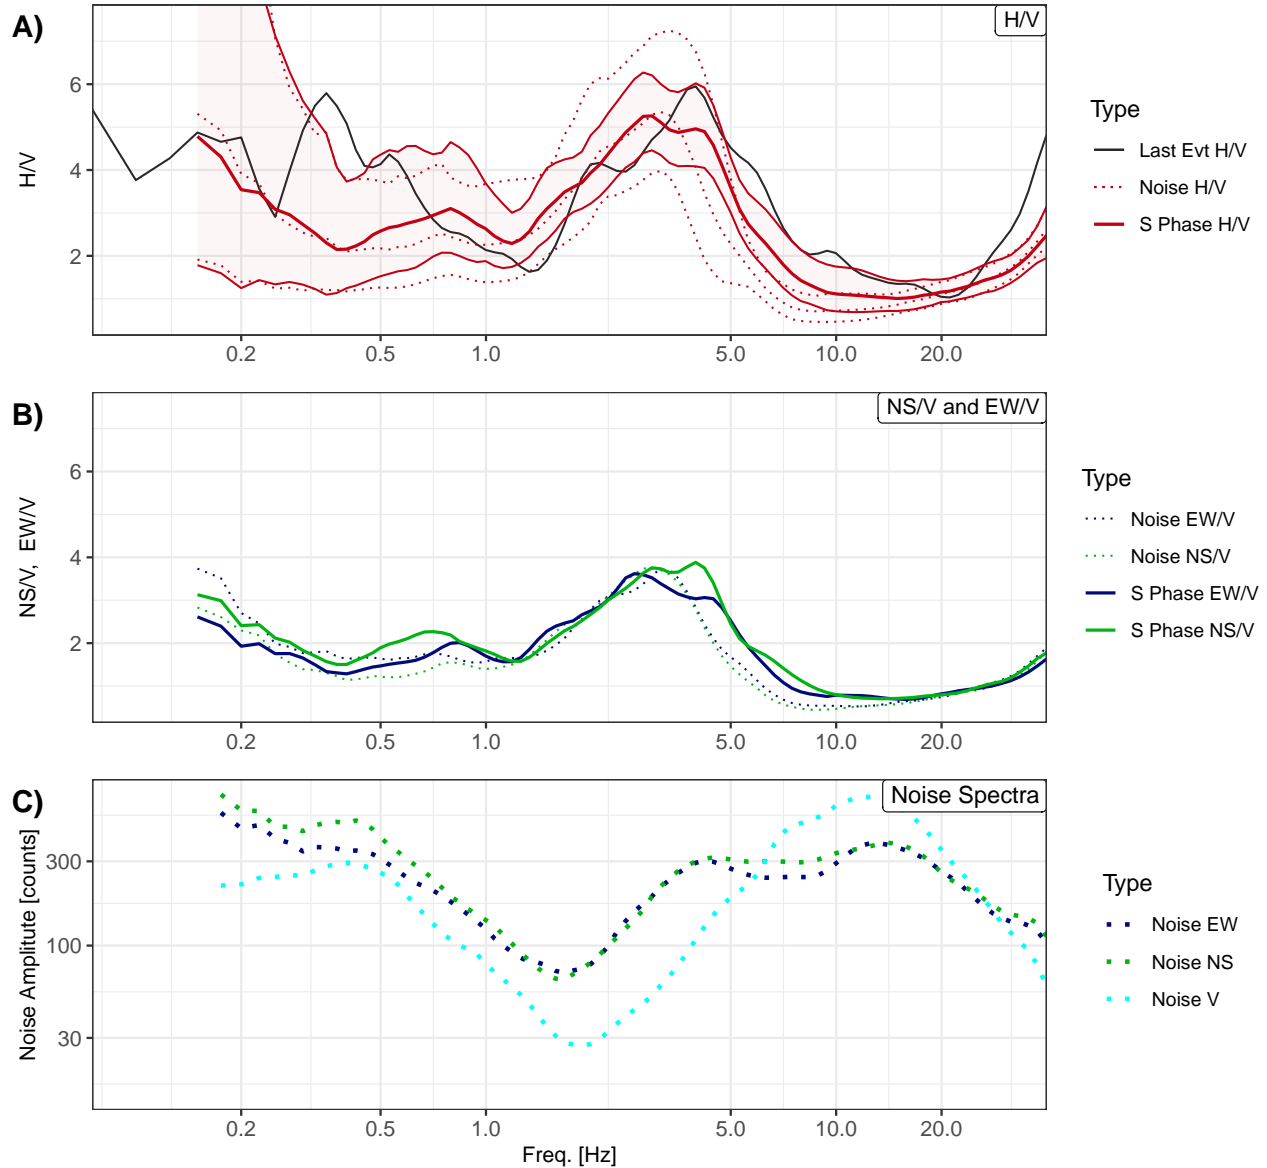 A)
H/V
H/V
6
4
2
0.2
0.5
1.0
5.0
10.0
20.0
Type
Last Evt H/V
Noise H/V
S Phase H/V
B)
NS/V and EW/V
NS/V,  EW/V
6
4
2
0.2
0.5
1.0
5.0
10.0
20.0
Type
Noise EW/V
Noise NS/V
S Phase EW/V
S Phase NS/V
C)
Noise Spectra
Noise Amplitute [counts]
300
100
30
0.2
0.5
1.0
5.0
10.0
20.0
Freq. [Hz]
Type
Noise EW
Noise NS
Noise V